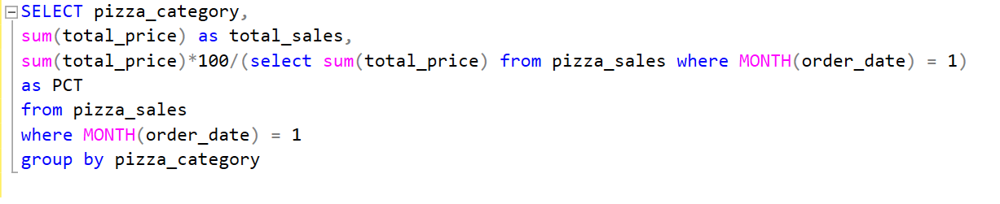 SELECT pizza_category,
sum(total_price) as total_sales,
sum(total_price)*100/(select sum(total_price) from pizza_sales where MONTH(order_date) = 1)
as PCT
from pizza_sales
where MONTH(order_date) = 1
group by pizza_category